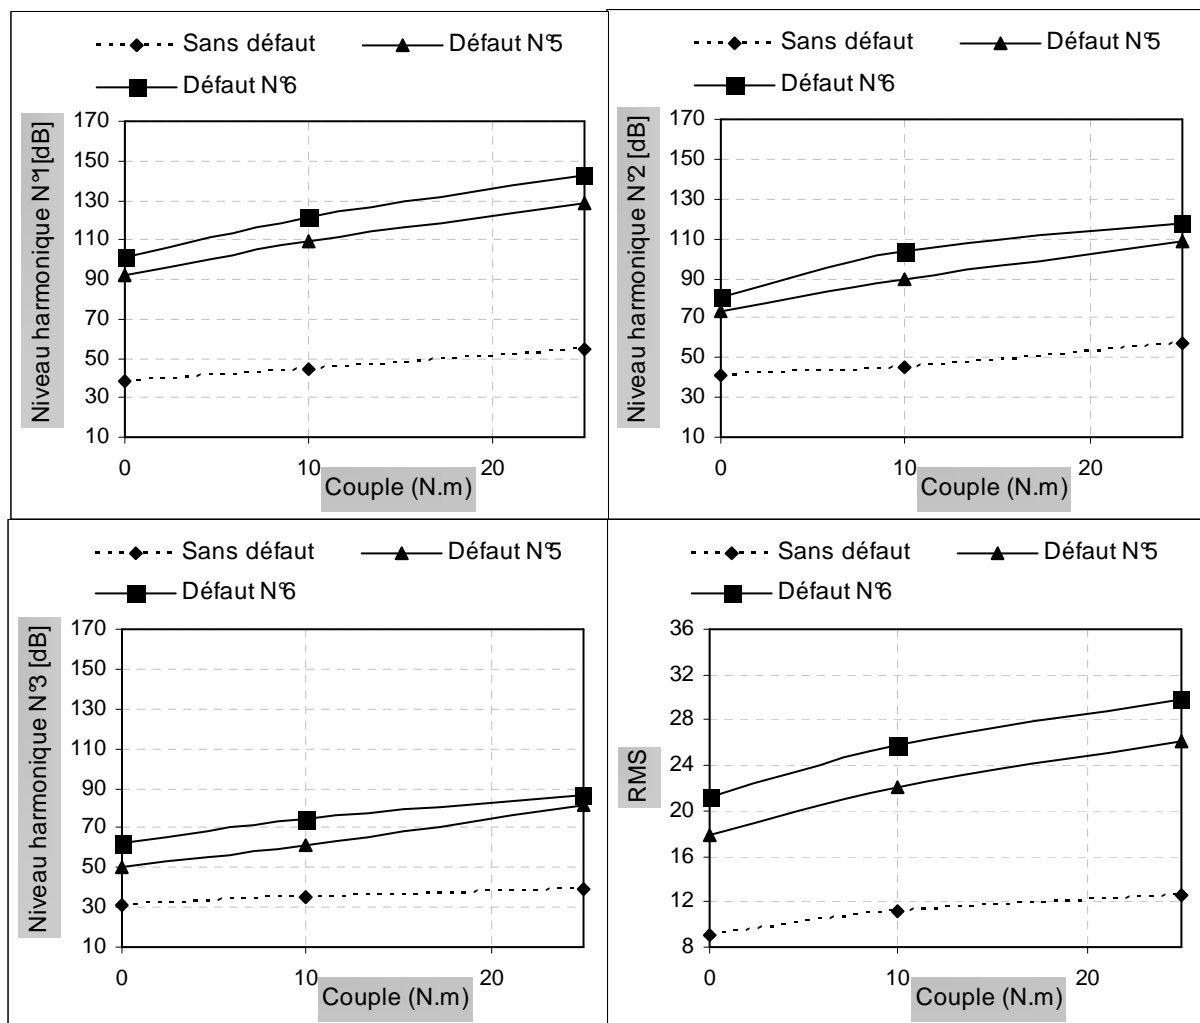 Sans défaut
Défaut N°5
Défaut N°6
Niveau harmonique N°1[dB]
170
150
130
110
90
70
50
30
10
0
10
20
Couple (N.m)
Sans défaut
Défaut N°5
Défaut N°6
Niveau harmonique N°2 [dB]
170
150
130
110
90
70
50
30
10
0
10
20
Couple (N.m)
Sans défaut
Défaut N°5
Défaut N°6
Niveau harmonique N°3 [dB]
170
150
130
110
90
70
50
30
10
0
10
20
Couple (N.m)
Sans défaut
Défaut N°5
Défaut N°6
RMS
36
32
28
24
20
16
12
8
0
10
20
Couple (N.m)